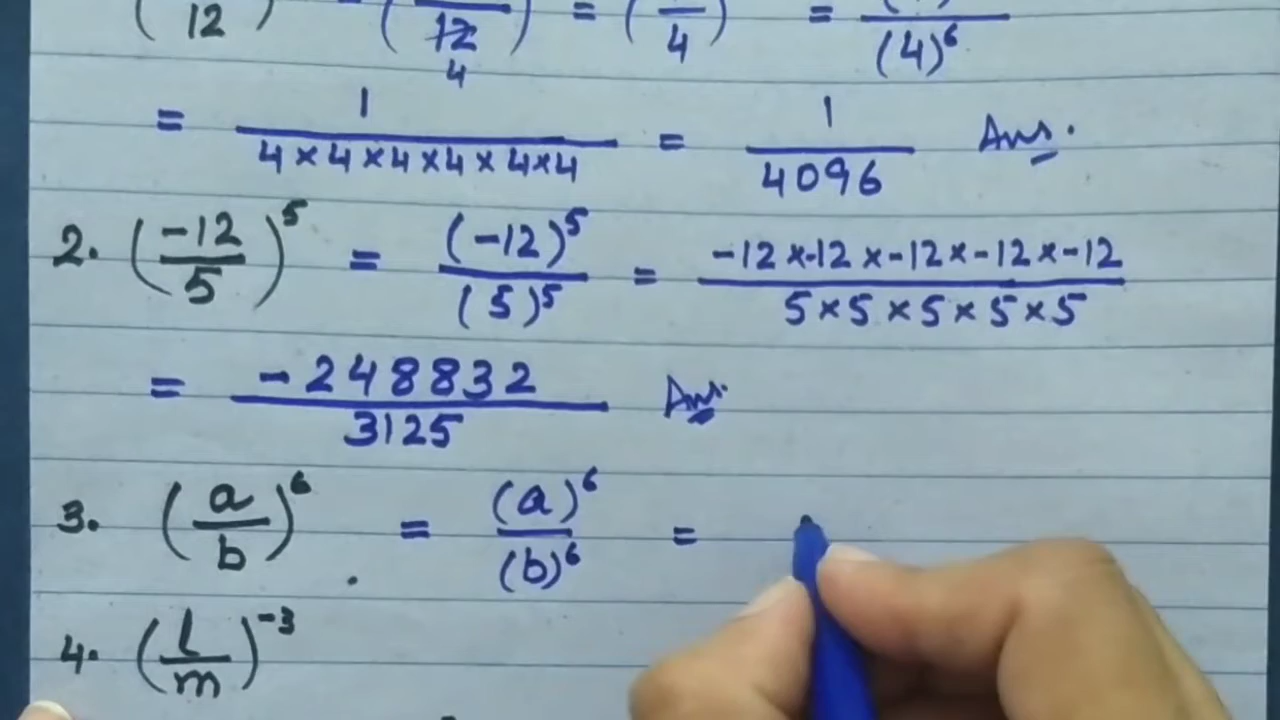 ( /12) = ( /12 4) = ( /4) = ( )/(4)⁶
= 1/(4×4×4×4×4×4) = 1/4096 Ans.
2. (-12/5)⁵ = (-12)⁵/(5)⁵ = (-12×-12×-12×-12×-12)/(5×5×5×5×5)
= -248832/3125 Ans.
3. (a/b)⁶ = (a)⁶/(b)⁶ =
4. (l/m)⁻³